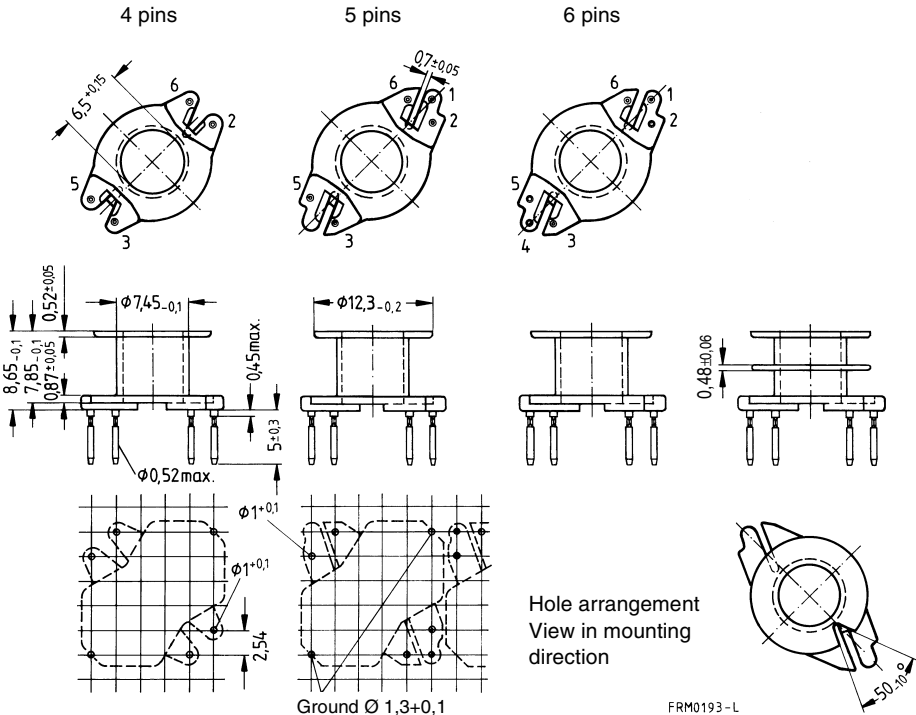 4 pins
5 pins
6 pins
6,5+0,15
6
2
5
3
0,7±0,05
6
1
2
5
3
6
1
2
5
4
3
0,52±0,05
8,65-0,1
7,85-0,1
0,87±0,05
Φ7,45-0,1
0,45max.
Φ12,3-0,2
5±0,3
0,48±0,06
Φ0,52max.
Φ1+0,1
Φ1+0,1
2,54
Hole arrangement
View in mounting
direction
50-10°
Ground Ø 1,3+0,1
FRM0193-L